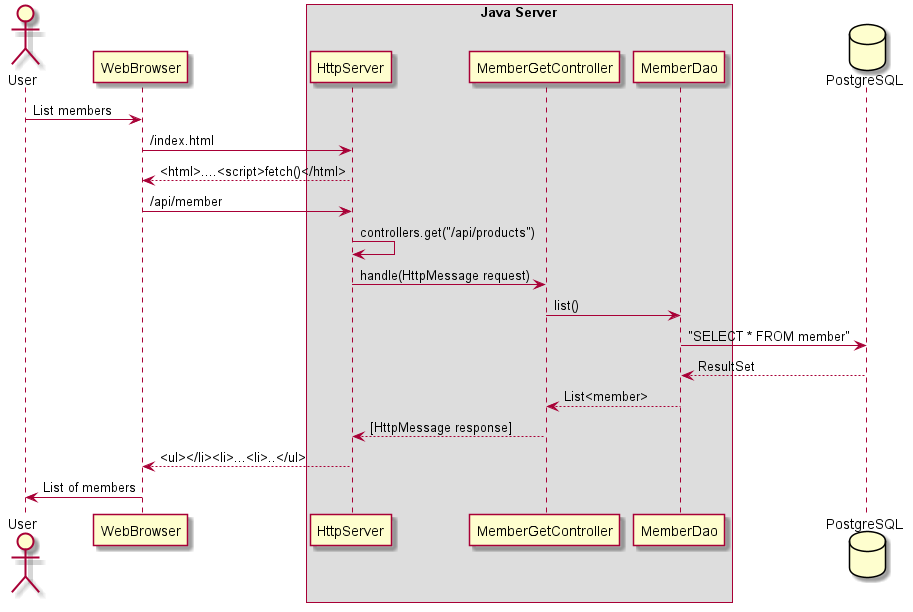 Java Server
User
WebBrowser
HttpServer
MemberGetController
MemberDao
PostgreSQL
List members
/index.html
<html>....<script>fetch()</html>
/api/member
controllers.get("/api/products")
handle(HttpMessage request)
list()
"SELECT * FROM member"
ResultSet
List<member>
[HttpMessage response]
<ul></li><li>...<li>..</ul>
List of members
User
WebBrowser
HttpServer
MemberGetController
MemberDao
PostgreSQL